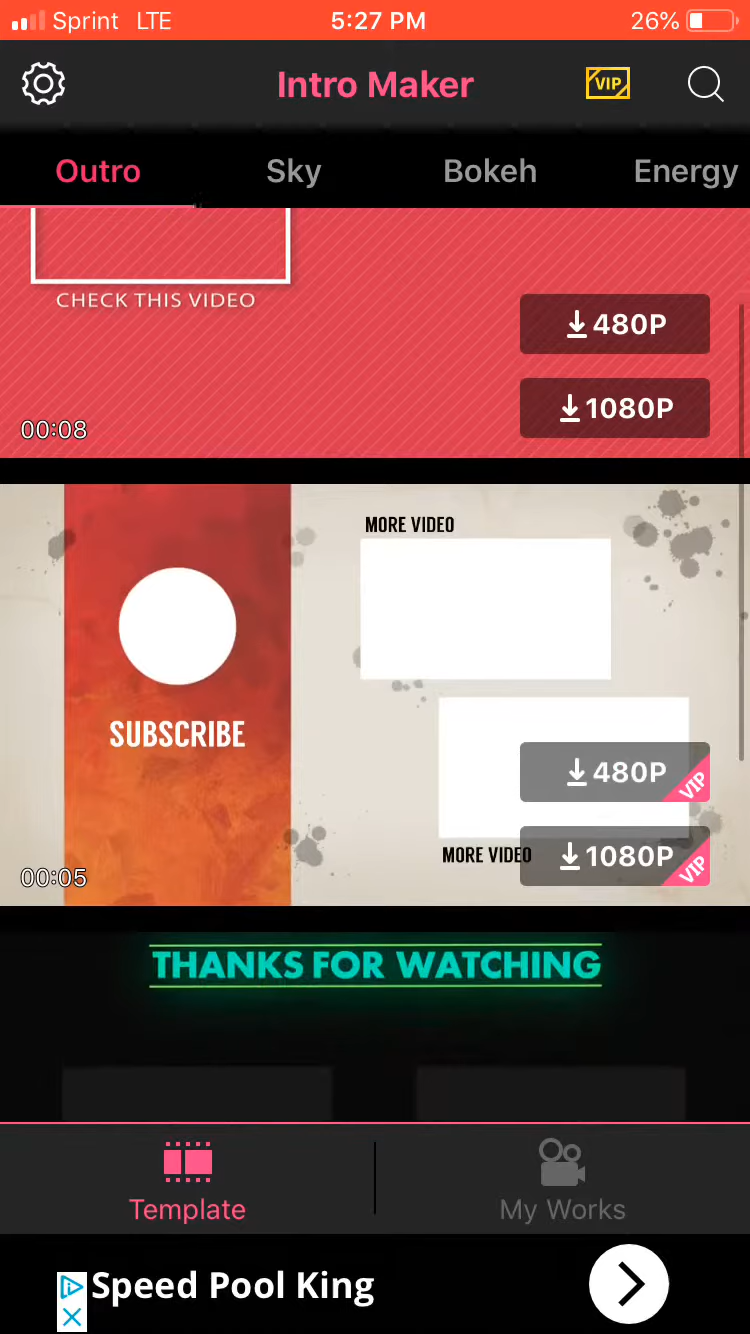 Sprint LTE 5:27 PM 26%
Intro Maker VIP
Outro Sky Bokeh Energy
CHECK THIS VIDEO
480P
1080P
00:08
MORE VIDEO
SUBSCRIBE
480P VIP
MORE VIDEO 1080P VIP
00:05
THANKS FOR WATCHING
Template My Works
Speed Pool King